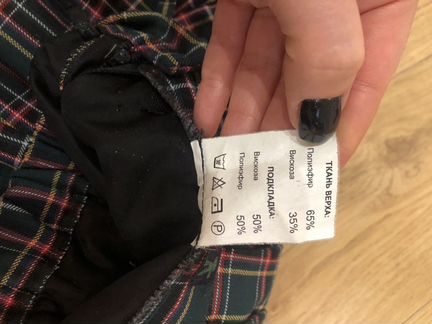 ТКАНЬ ВЕРХА:
Полиэфир 65%
Вискоза 35%
ПОДКЛАДКА:
Вискоза 50%
Полиэфир 50%
P